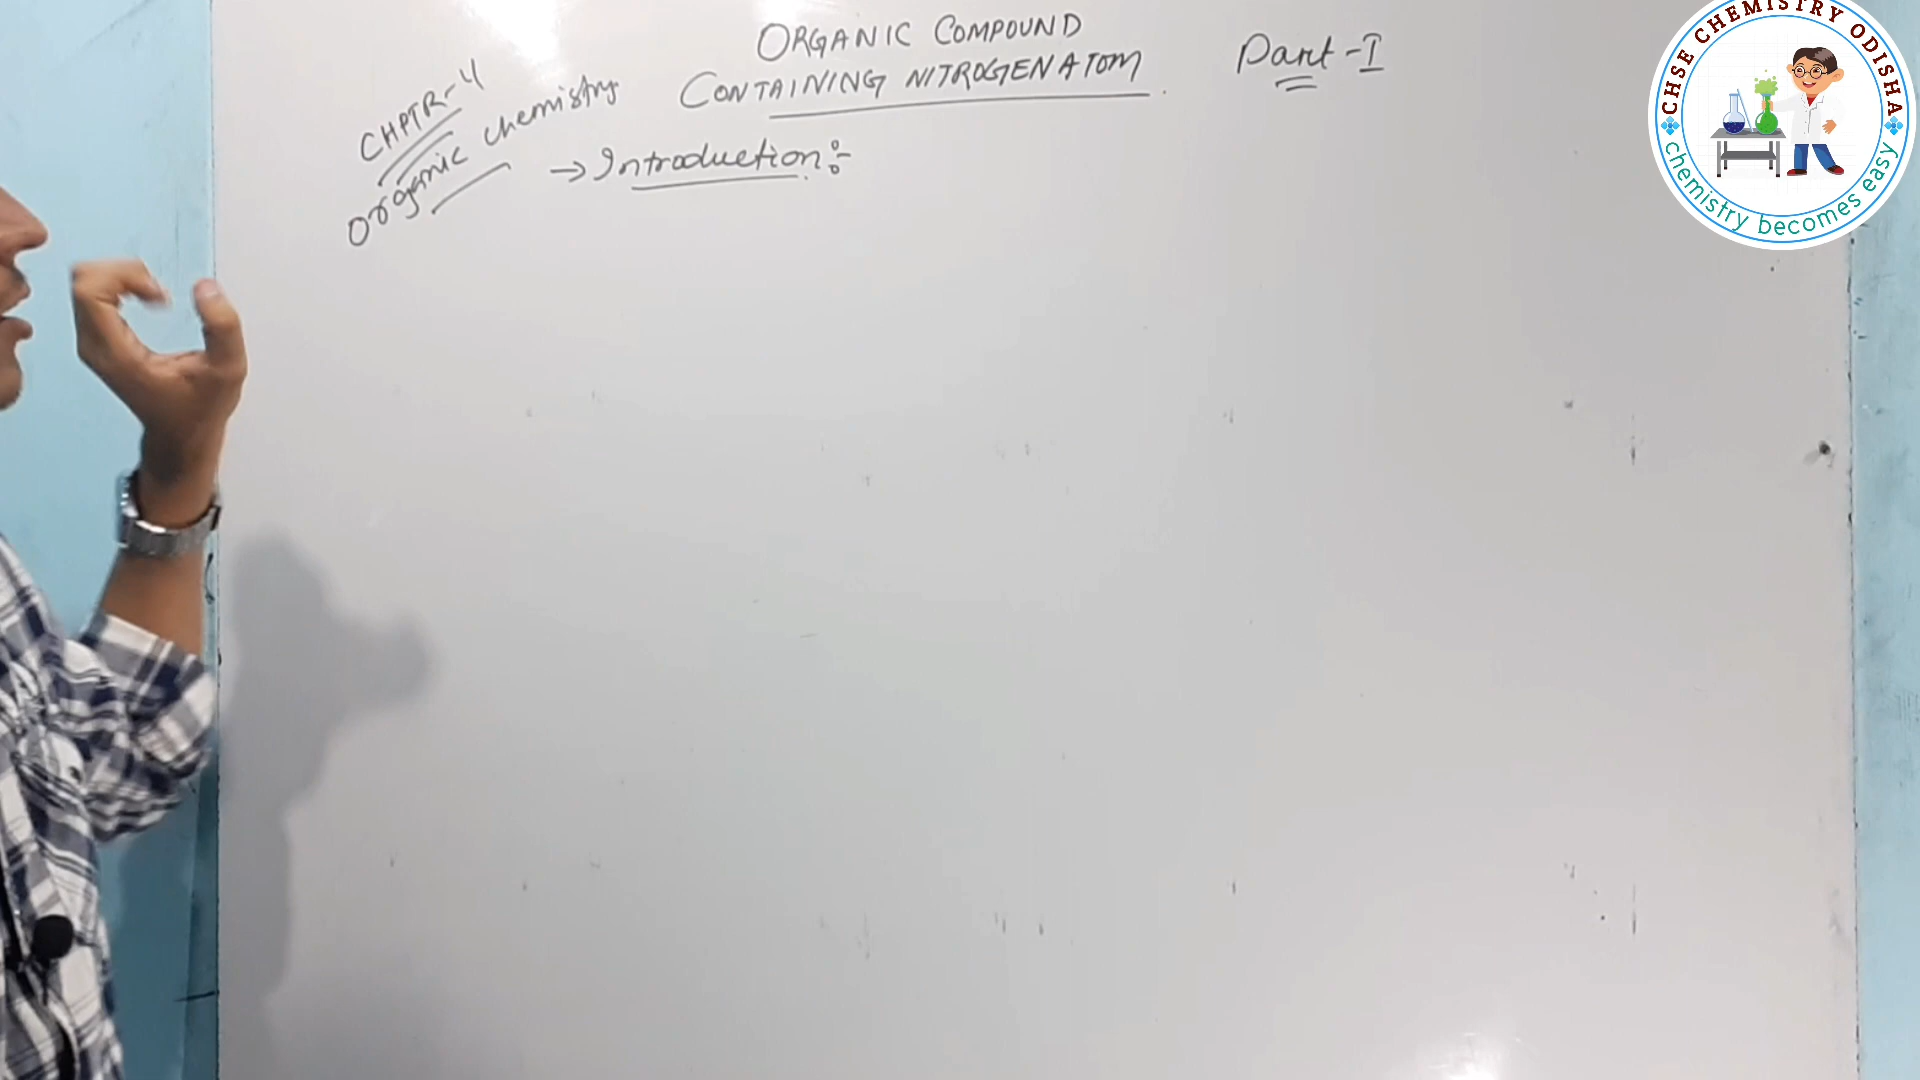 ORGANIC COMPOUND
CONTAINING NITROGEN ATOM
Part-I
CHPTR-4
Organic chemistry
→ Introduction:-
CHSE CHEMISTRY ODISHA
chemistry becomes easy